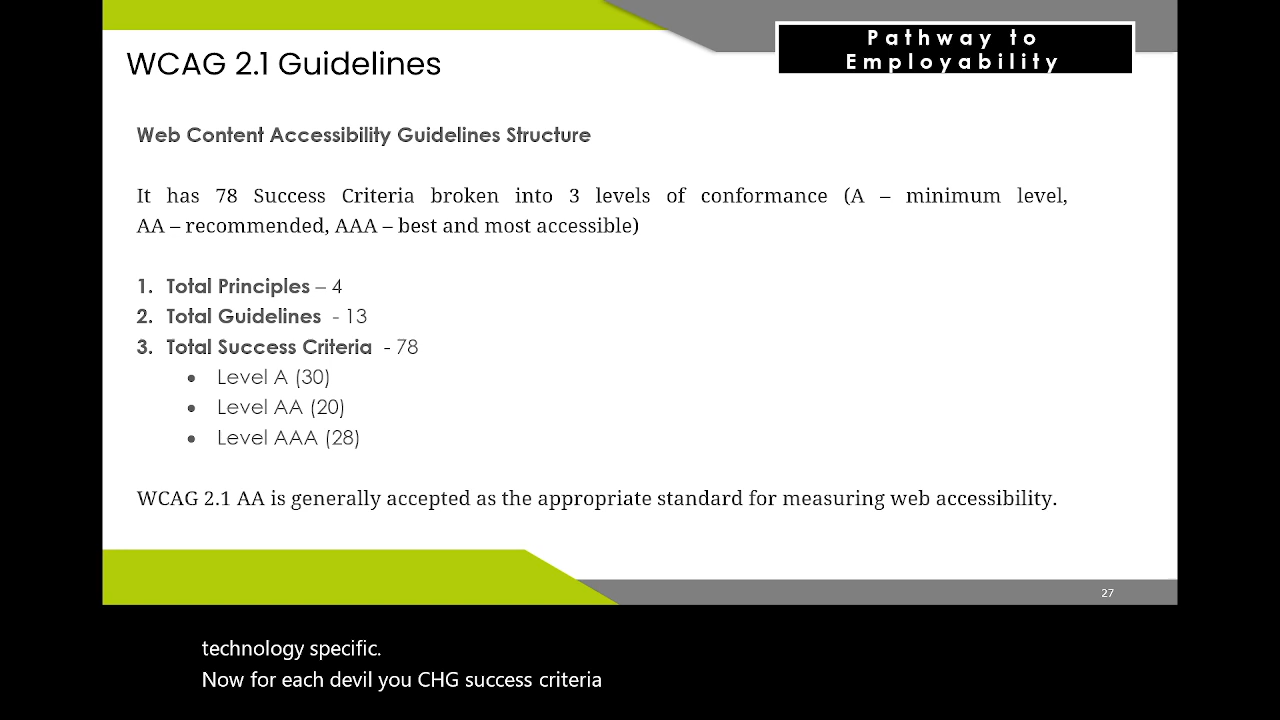 Pathway to
Employability
WCAG 2.1 Guidelines
Web Content Accessibility Guidelines Structure
It has 78 Success Criteria broken into 3 levels of conformance (A – minimum level,
AA – recommended, AAA – best and most accessible)
1. Total Principles – 4
2. Total Guidelines - 13
3. Total Success Criteria - 78
• Level A (30)
• Level AA (20)
• Level AAA (28)
WCAG 2.1 AA is generally accepted as the appropriate standard for measuring web accessibility.
27
technology specific.
Now for each devil you CHG success criteria